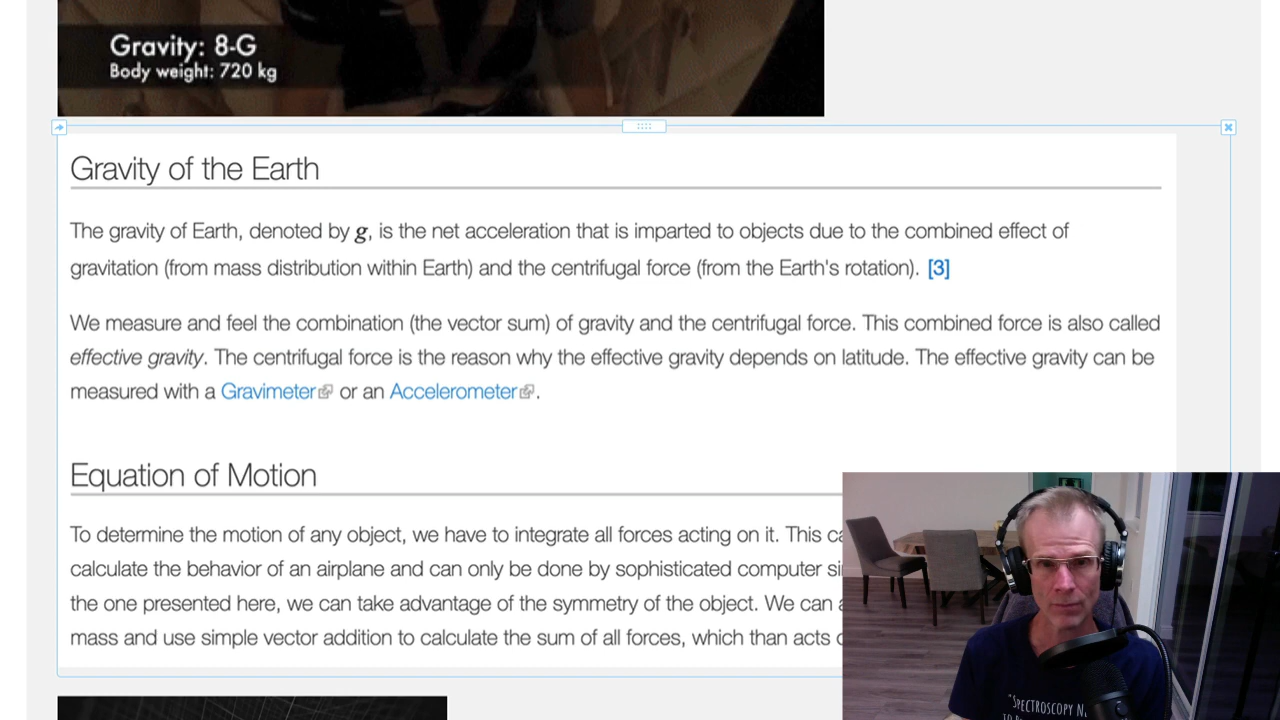 Gravity: 8-G
Body weight: 720 kg
Gravity of the Earth
The gravity of Earth, denoted by g, is the net acceleration that is imparted to objects due to the combined effect of
gravitation (from mass distribution within Earth) and the centrifugal force (from the Earth's rotation). [3]
We measure and feel the combination (the vector sum) of gravity and the centrifugal force. This combined force is also called
effective gravity. The centrifugal force is the reason why the effective gravity depends on latitude. The effective gravity can be
measured with a Gravimeter or an Accelerometer.
Equation of Motion
To determine the motion of any object, we have to integrate all forces acting on it. This
calculate the behavior of an airplane and can only be done by sophisticated computer
the one presented here, we can take advantage of the symmetry of the object. We can
mass and use simple vector addition to calculate the sum of all forces, which than acts
"SPECTROSCOPY